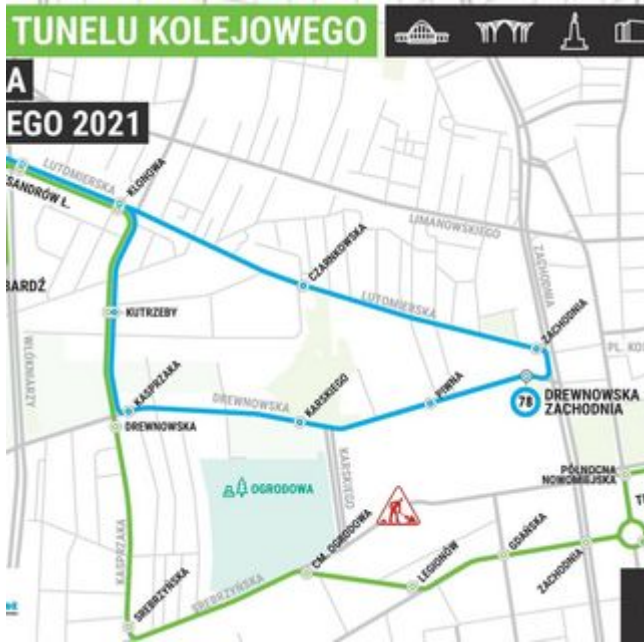 TUNELU KOLEJOWEGO
A
EGO 2021
LUTOMIERSKA
KLONOWA
SANDRÓW Ł.
LIMANOWSKIEGO
ZACHODNIA
CZARNKOWSKA
BARDŹ
LUTOMIERSKA
KUTRZEBY
ZACHODNIA
WŁÓKNIARZY
PL. KO
KASPRZAKA
DREWNOWSKA
KARSKIEGO
PIWNA
78
DREWNOWSKA
ZACHODNIA
DREWNOWSKA
KARSKIEGO
PÓŁNOCNA
NOWOMIEJSKA
OGRODOWA
CM. OGRODOWA
GDAŃSKA
ZACHODNIA
KASPRZAKA
LEGIONÓW
SREBRZYŃSKA
SREBRZYŃSKA